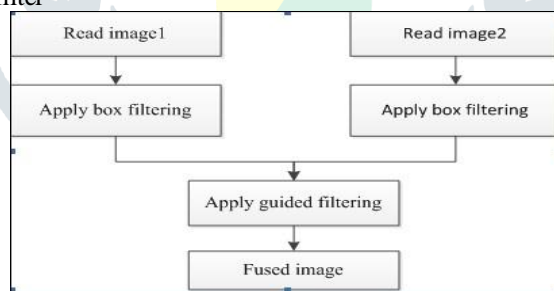 Read image1
Read image2
Apply box filtering
Apply box filtering
Apply guided filtering
Fused image